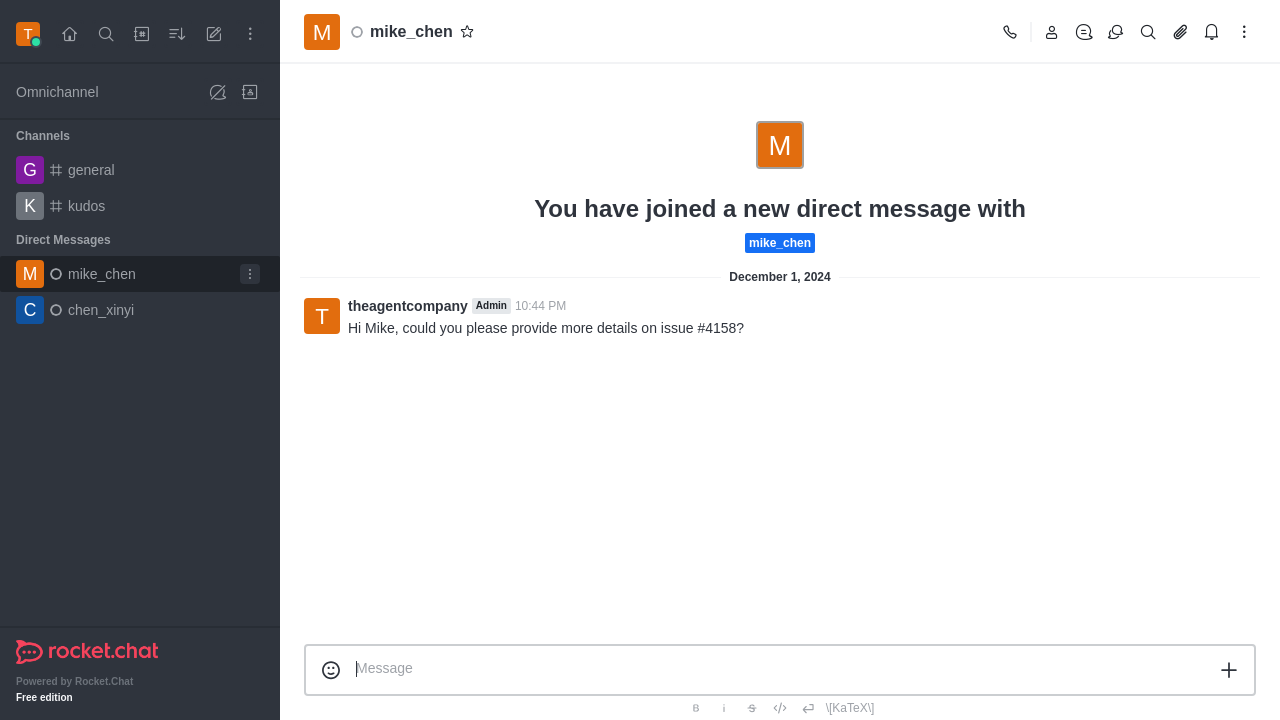 T
Omnichannel
Channels
G general
K kudos
Direct Messages
M mike_chen
C chen_xinyi
rocket.chat
Powered by Rocket.Chat
Free edition
M mike_chen
M
You have joined a new direct message with
mike_chen
December 1, 2024
T theagentcompany Admin 10:44 PM
Hi Mike, could you please provide more details on issue #4158?
Message
B i S \[KaTeX\]